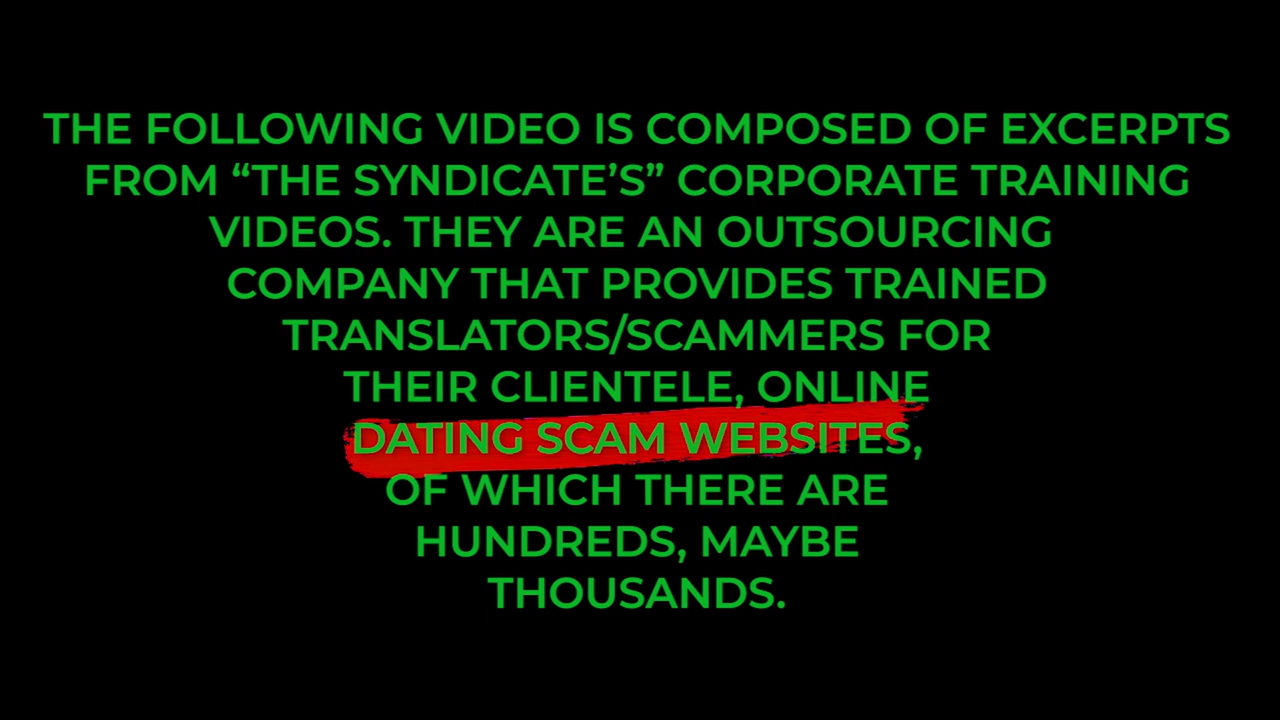 THE FOLLOWING VIDEO IS COMPOSED OF EXCERPTS
FROM “THE SYNDICATE’S” CORPORATE TRAINING
VIDEOS. THEY ARE AN OUTSOURCING
COMPANY THAT PROVIDES TRAINED
TRANSLATORS/SCAMMERS FOR
THEIR CLIENTELE, ONLINE
DATING SCAM WEBSITES,
OF WHICH THERE ARE
HUNDREDS, MAYBE
THOUSANDS.